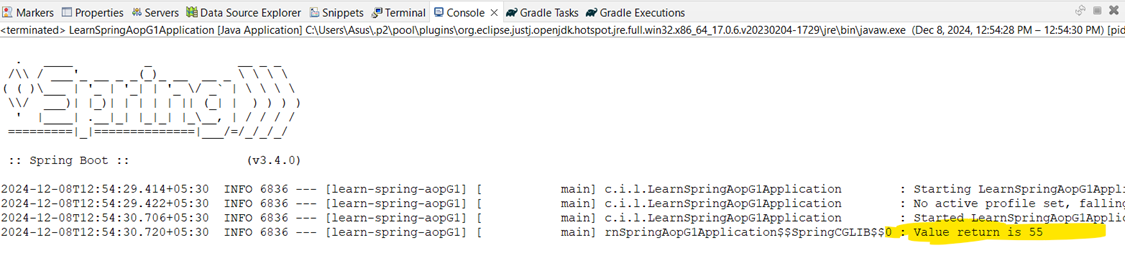 Markers Properties Servers Data Source Explorer Snippets Terminal Console Gradle Tasks Gradle Executions
<terminated> LearnSpringAopG1Application [Java Application] C:\Users\Asus\.p2\pool\plugins\org.eclipse.justj.openjdk.hotspot.jre.full.win32.x86_64_17.0.6.v20230204-1729\jre\bin\javaw.exe (Dec 8, 2024, 12:54:28 PM – 12:54:30 PM) [pid
  .   ____          _            __ _ _
 /\\ / ___'_ __ _ _(_)_ __  __ _ \ \ \ \
( ( )\___ | '_ | '_| | '_ \/ _` | \ \ \ \
 \\/  ___)| |_)| | | | | || (_| |  ) ) ) )
  '  |____| .__|_| |_|_| |_\__, | / / / /
 =========|_|==============|___/=/_/_/_/
 :: Spring Boot ::                (v3.4.0)
2024-12-08T12:54:29.414+05:30  INFO 6836 --- [learn-spring-aopG1] [           main] c.i.l.LearnSpringAopG1Application        : Starting LearnSpringAopG1Appli
2024-12-08T12:54:29.422+05:30  INFO 6836 --- [learn-spring-aopG1] [           main] c.i.l.LearnSpringAopG1Application        : No active profile set, falling
2024-12-08T12:54:30.706+05:30  INFO 6836 --- [learn-spring-aopG1] [           main] c.i.l.LearnSpringAopG1Application        : Started LearnSpringAopG1Applic
2024-12-08T12:54:30.720+05:30  INFO 6836 --- [learn-spring-aopG1] [           main] rnSpringAopG1Application$$SpringCGLIB$$0 : Value return is 55